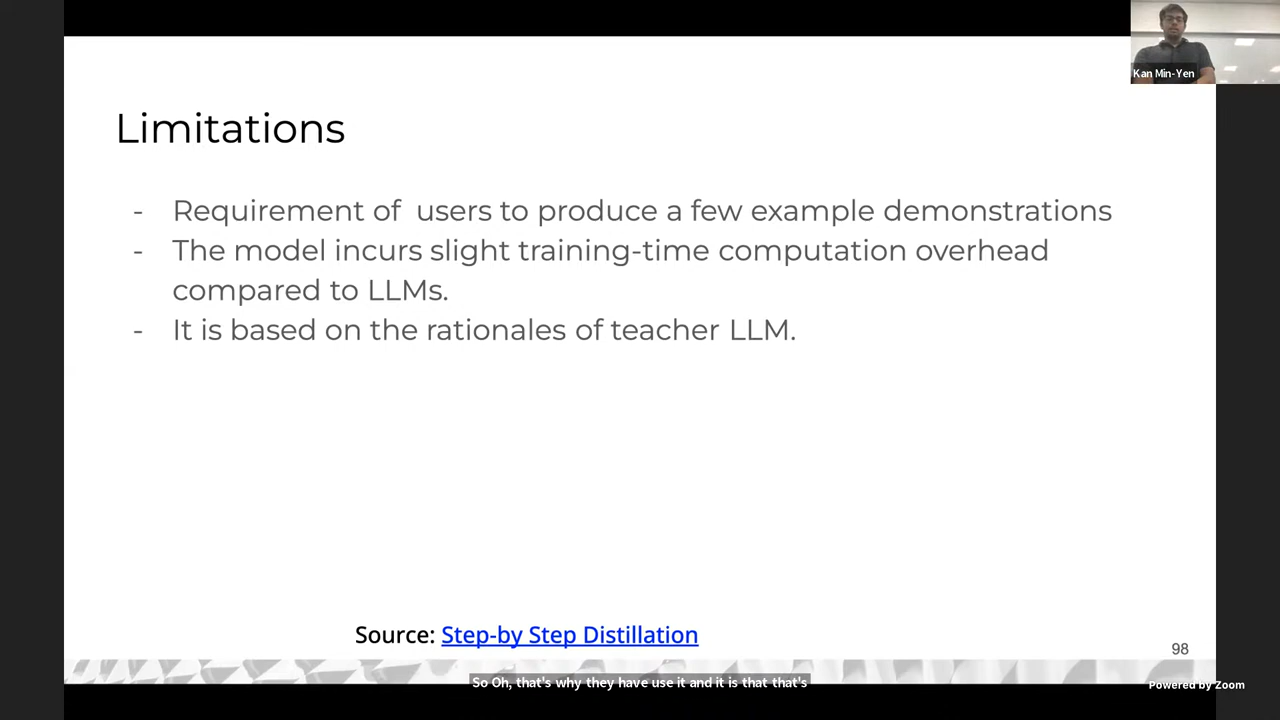 Kan Min-Yen
Limitations
- Requirement of users to produce a few example demonstrations
- The model incurs slight training-time computation overhead
compared to LLMs.
- It is based on the rationales of teacher LLM.
Source: Step-by Step Distillation
98
So Oh, that's why they have use it and it is that that's
Powered by Zoom